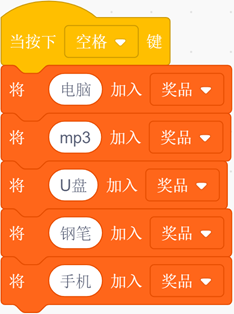 当按下 空格 键
将 电脑 加入 奖品
将 mp3 加入 奖品
将 U盘 加入 奖品
将 钢笔 加入 奖品
将 手机 加入 奖品